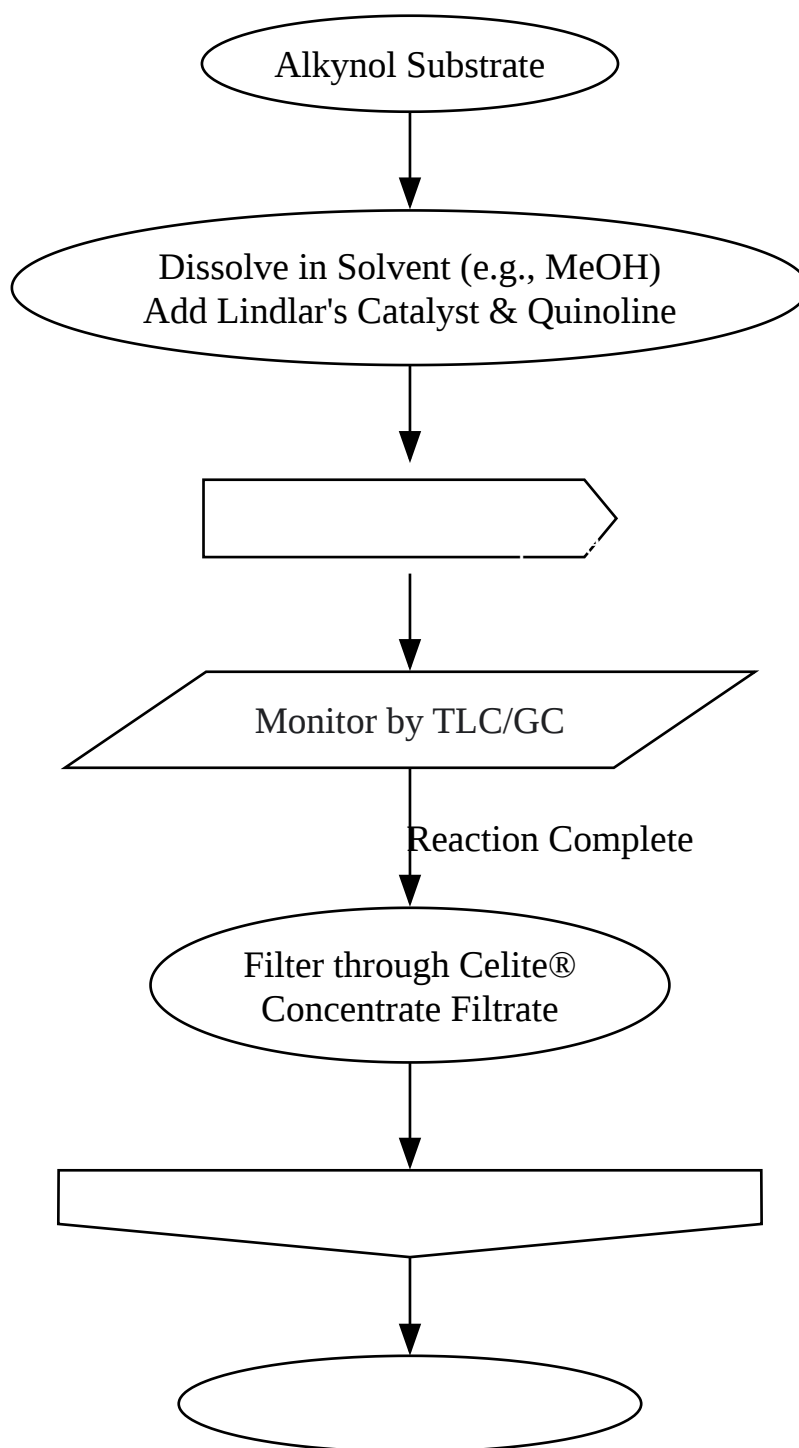 Alkynol Substrate
Dissolve in Solvent (e.g., MeOH)
Add Lindlar's Catalyst & Quinoline
Monitor by TLC/GC
Reaction Complete
Filter through Celite®
Concentrate Filtrate